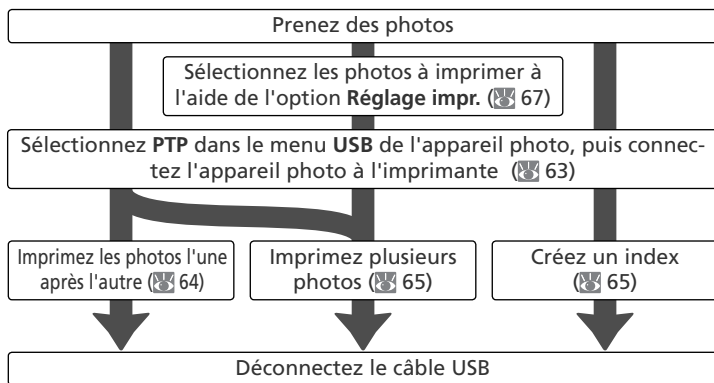 Prenez des photos
Sélectionnez les photos à imprimer à
l'aide de l'option Réglage impr. ( 67)
Sélectionnez PTP dans le menu USB de l'appareil photo, puis connec-
tez l'appareil photo à l'imprimante ( 63)
Imprimez les photos l'une
après l'autre ( 64)
Imprimez plusieurs
photos ( 65)
Créez un index
( 65)
Déconnectez le câble USB